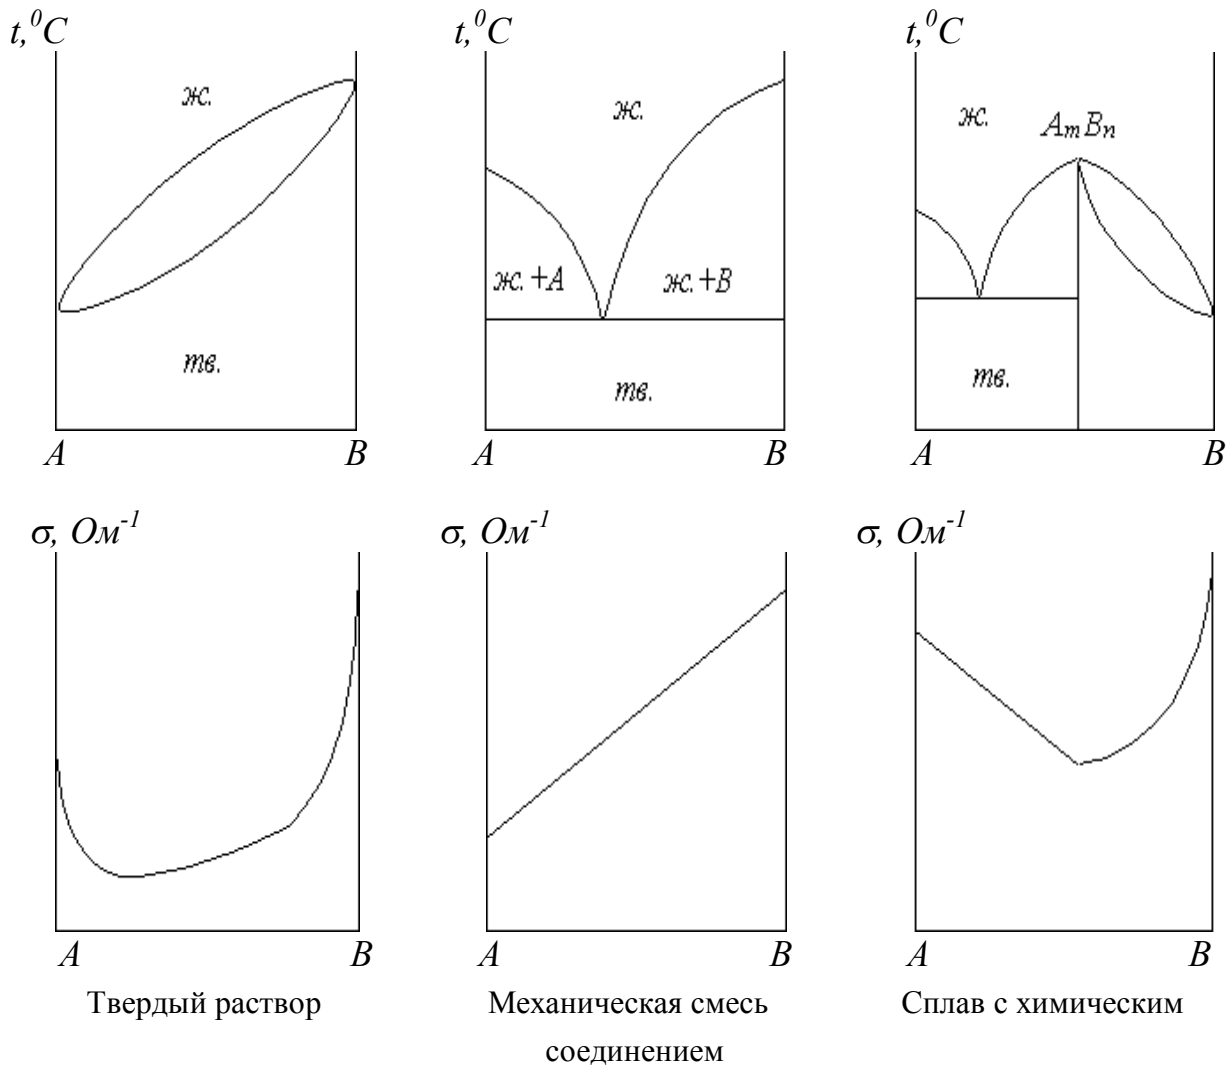 t, ⁰C t, ⁰C t, ⁰C
ж. ж. ж. AmBn
ж.+A ж.+B
тв. тв. тв.
A B A B A B
σ, Ом⁻¹ σ, Ом⁻¹ σ, Ом⁻¹
A B A B A B
Твердый раствор Механическая смесь Сплав с химическим
соединением